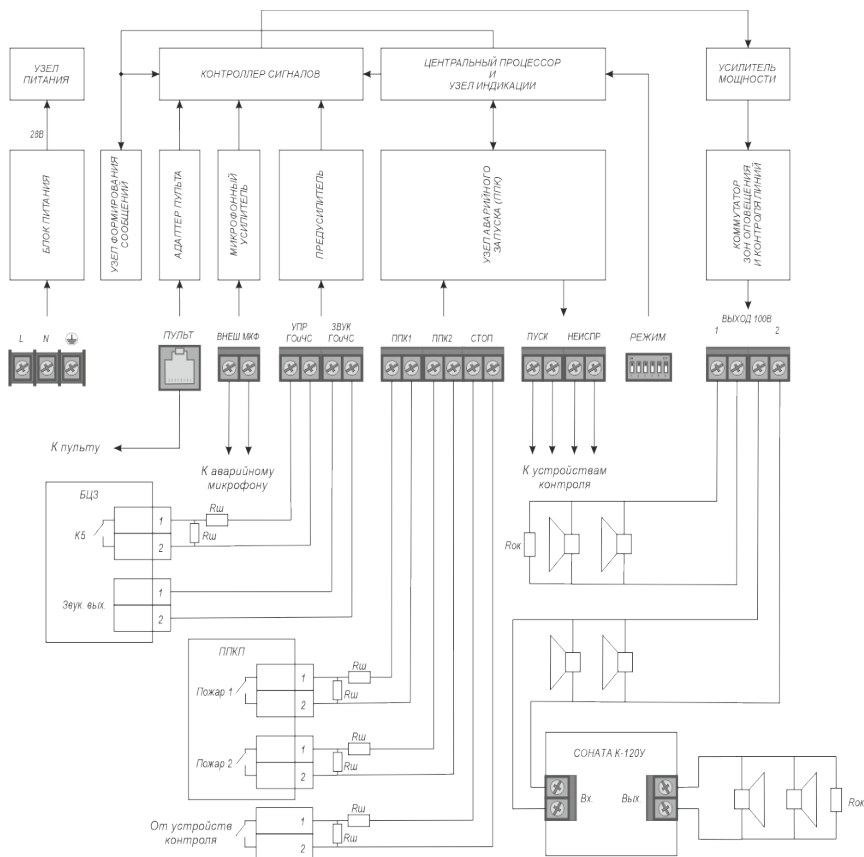 УЗЕЛ
ПИТАНИЯ
КОНТРОЛЛЕР СИГНАЛОВ
ЦЕНТРАЛЬНЫЙ ПРОЦЕССОР
И
УЗЕЛ ИНДИКАЦИИ
УСИЛИТЕЛЬ
МОЩНОСТИ
28В
БЛОК ПИТАНИЯ
УЗЕЛ ФОРМИРОВАНИЯ
СООБЩЕНИЙ
АДАПТЕР ПУЛЬТА
МИКРОФОННЫЙ
УСИЛИТЕЛЬ
ПРЕДУСИЛИТЕЛЬ
УЗЕЛ АВАРИЙНОГО
ЗАПУСКА (ППК)
КОММУТАТОР
ЗОН ОПОВЕЩЕНИЯ
И КОНТРОЛЯ ЛИНИЙ
L
N
ПУЛЬТ
ВНЕШ МКФ
УПР
ГОиЧС
ЗВУК
ГОиЧС
ППК1
ППК2
СТОП
ПУСК
НЕИСПР
РЕЖИМ
ВЫХОД 100В
1
2
К пульту
К аварийному
микрофону
К устройствам
контроля
БЦЗ
К5
1
2
Rш
Rш
Звук. вых.
1
2
Rок
ППКП
Пожар 1
1
2
Rш
Rш
Пожар 2
1
2
Rш
Rш
От устройств
контроля
1
2
Rш
Rш
СОНАТА К-120У
Вх.
Вых.
Rок